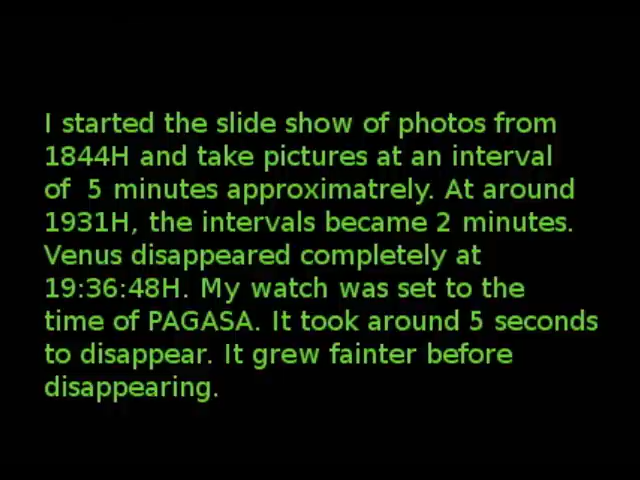 I started the slide show of photos from
1844H and take pictures at an interval
of  5 minutes approximatrely. At around
1931H, the intervals became 2 minutes.
Venus disappeared completely at
19:36:48H. My watch was set to the
time of PAGASA. It took around 5 seconds
to disappear. It grew fainter before
disappearing.